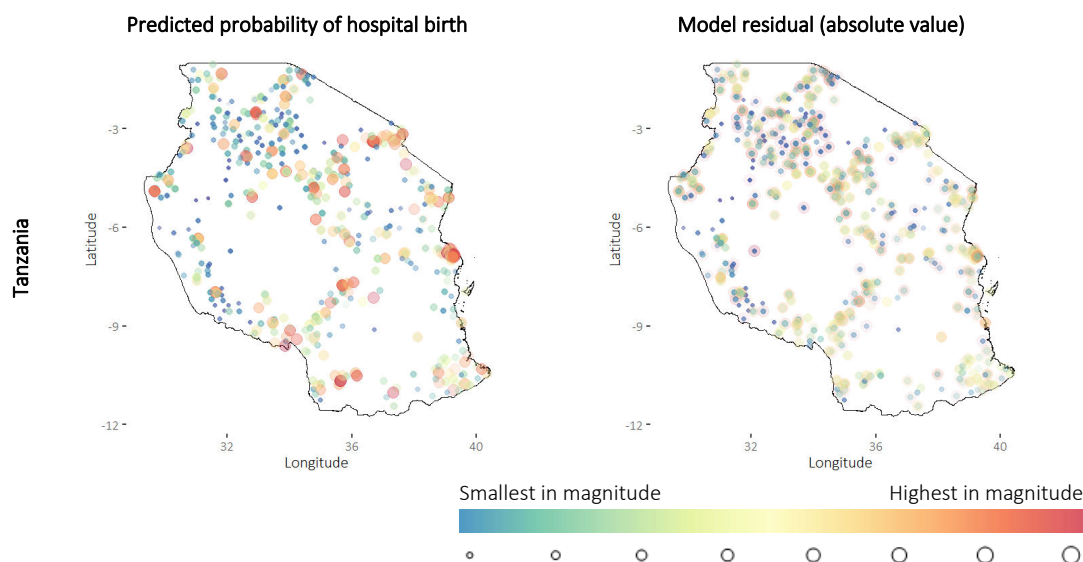 Predicted probability of hospital birth
Model residual (absolute value)
Tanzania
Latitude
-3
-6
-9
-12
32
36
40
Longitude
Latitude
-3
-6
-9
-12
32
36
40
Longitude
Smallest in magnitude
Highest in magnitude